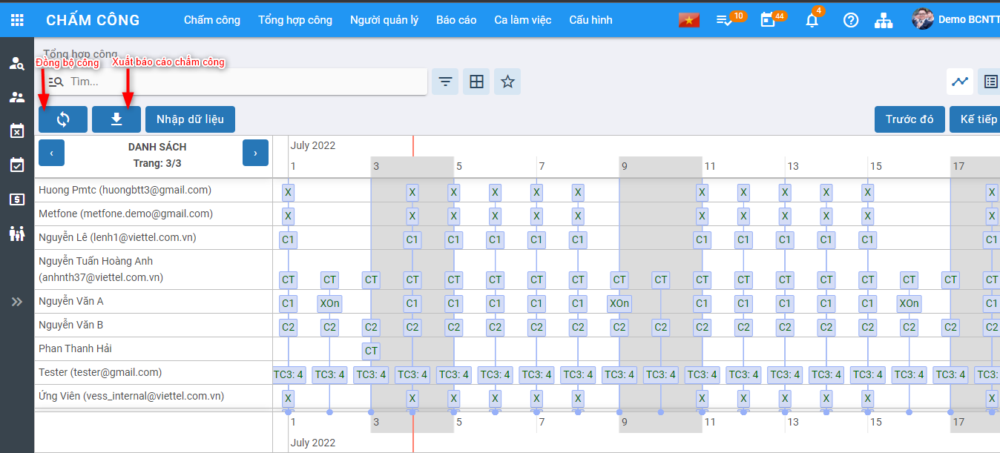 CHẤM CÔNG Chấm công Tổng hợp công Người quản lý Báo cáo Ca làm việc Cấu hình 10 44 4 Demo BCNTT
Tổng hợp công
Đồng bộ công Xuất báo cáo chấm công
Tìm...
Nhập dữ liệu Trước đó Kế tiếp
‹ DANH SÁCH › July 2022
Trang: 3/3 1 3 5 7 9 11 13 15 17
Huong Pmtc (huongbtt3@gmail.com) X X X X X X X X X X X X
Metfone (metfone.demo@gmail.com) X X X X X X X X X X X X
Nguyễn Lê (lenh1@viettel.com.vn) C1 C1 C1 C1 C1 C1 C1 C1 C1 C1 C1 C1
Nguyễn Tuấn Hoàng Anh
(anhnth37@viettel.com.vn) CT CT CT CT CT CT CT CT CT CT CT CT CT CT CT CT CT CT
Nguyễn Văn A C1 XOn C1 C1 C1 C1 C1 XOn C1 C1 C1 C1 C1 XOn C1
Nguyễn Văn B C2 C2 C2 C2 C2 C2 C2 C2 C2 C2 C2 C2 C2 C2 C2 C2 C2 C2
Phan Thanh Hải CT
Tester (tester@gmail.com) TC3: 4 TC3: 4 TC3: 4 TC3: 4 TC3: 4 TC3: 4 TC3: 4 TC3: 4 TC3: 4 TC3: 4 TC3: 4 TC3: 4 TC3: 4 TC3: 4 TC3: 4 TC3: 4 TC3: 4 TC3:
Ứng Viên (vess_internal@viettel.com.vn) X X X X X X X X X X X X
1 3 5 7 9 11 13 15 17
July 2022